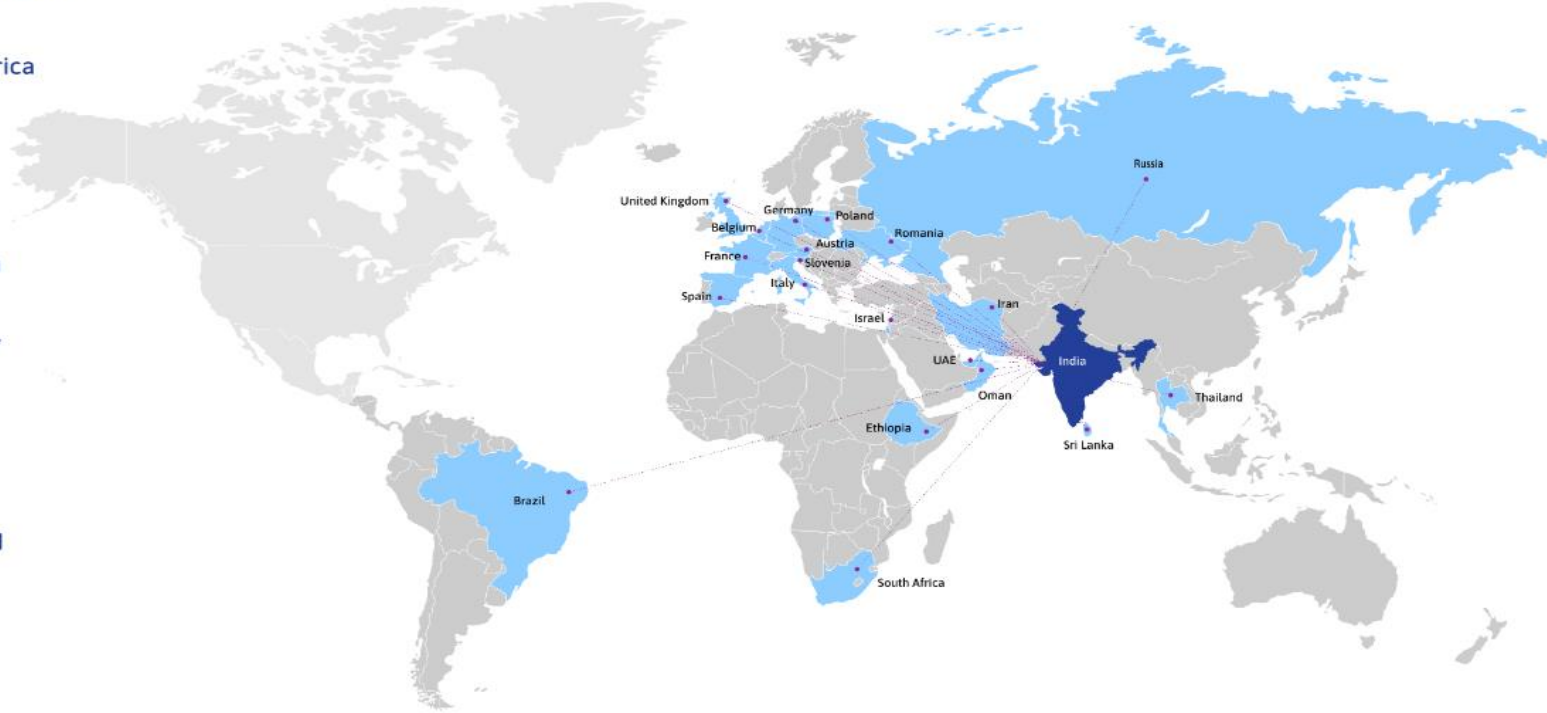 rica
Russia
United Kingdom
Germany
Poland
Belgium
Romania
Austria
France
Slovenia
Italy
Spain
Iran
Israel
UAE
India
Oman
Thailand
Ethiopia
Sri Lanka
Brazil
South Africa